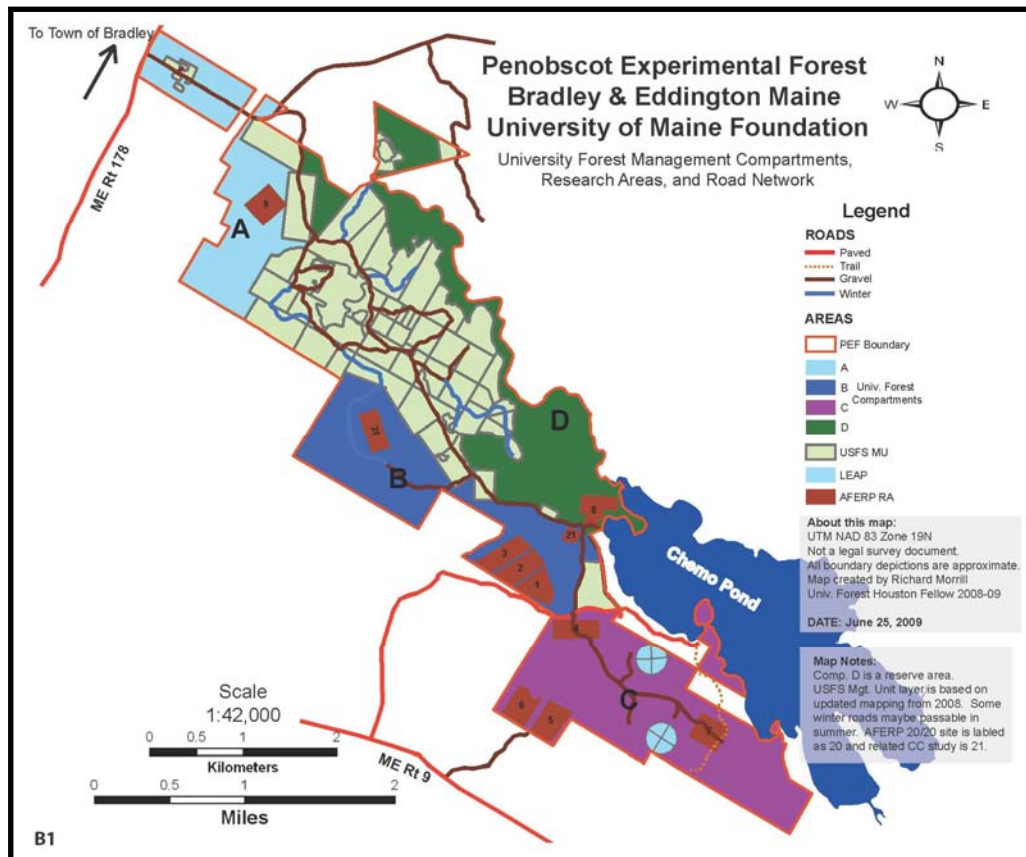 To Town of Bradley
Penobscot Experimental Forest
Bradley & Eddington Maine
University of Maine Foundation
University Forest Management Compartments,
Research Areas, and Road Network
N
W
E
S
ME Rt 178
9
A
Legend
ROADS
Paved
Trail
Gravel
Winter
AREAS
PEF Boundary
A
B Univ. Forest
C Compartments
D
USFS MU
LEAP
AFERP RA
D
B
8
21
3
2
1
4
C
6
5
7
Chemo Pond
About this map:
UTM NAD 83 Zone 19N
Not a legal survey document.
All boundary depictions are approximate.
Map created by Richard Morrill
Univ. Forest Houston Fellow 2008-09
DATE: June 25, 2009
Map Notes:
Comp. D is a reserve area.
USFS Mgt. Unit layer is based on
updated mapping from 2008. Some
winter roads maybe passable in
summer. AFERP 20/20 site is labled
as 20 and related CC study is 21.
Scale
1:42,000
0 0.5 1 2
Kilometers
0 0.5 1 2
Miles
ME Rt 9
B1